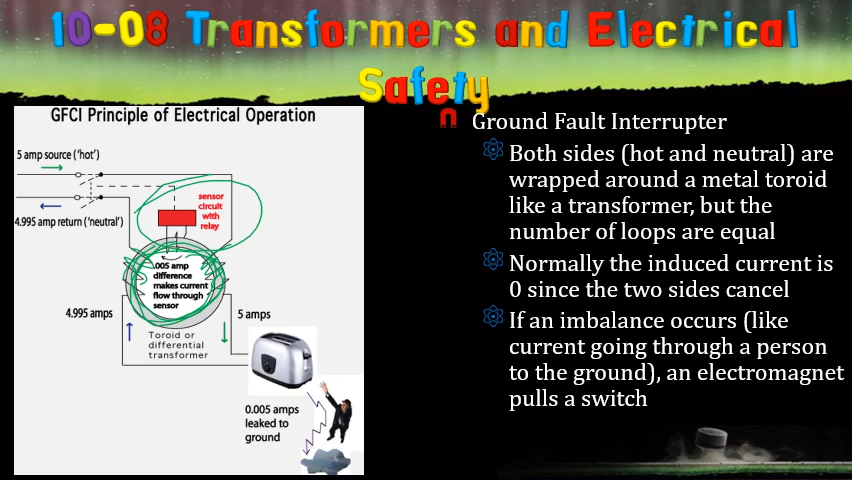 10-08 Transformers and Electrical
Safety
GFCI Principle of Electrical Operation
5 amp source ('hot')
4.995 amp return ('neutral')
sensor
circuit
with
relay
.005 amp
difference
makes current
flow through
sensor
4.995 amps
5 amps
Toroid or
differential
transformer
0.005 amps
leaked to
ground
Ground Fault Interrupter
Both sides (hot and neutral) are
wrapped around a metal toroid
like a transformer, but the
number of loops are equal
Normally the induced current is
0 since the two sides cancel
If an imbalance occurs (like
current going through a person
to the ground), an electromagnet
pulls a switch